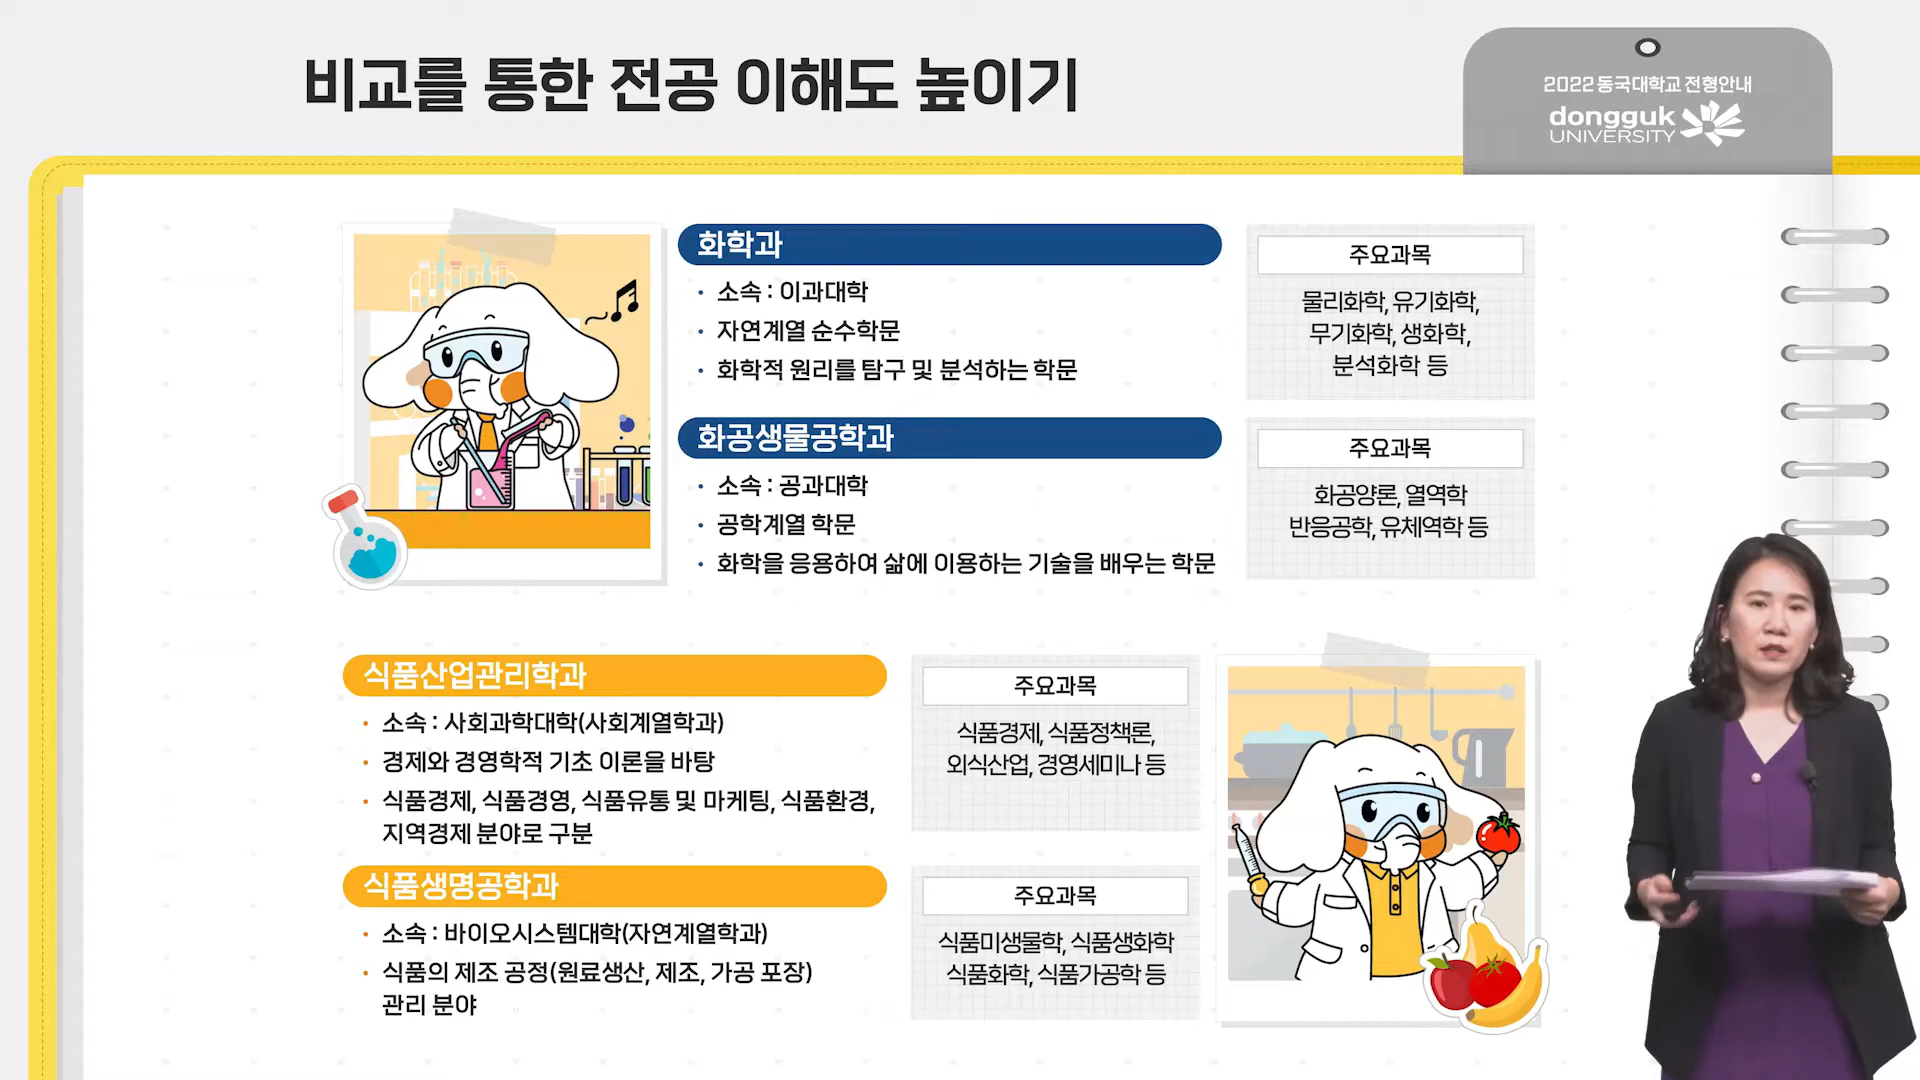 비교를 통한 전공 이해도 높이기
2022 동국대학교 전형안내
dongguk
UNIVERSITY
화학과
• 소속 : 이과대학
• 자연계열 순수학문
• 화학적 원리를 탐구 및 분석하는 학문
주요과목
물리화학, 유기화학,
무기화학, 생화학,
분석화학 등
화공생물공학과
• 소속 : 공과대학
• 공학계열 학문
• 화학을 응용하여 삶에 이용하는 기술을 배우는 학문
주요과목
화공양론, 열역학
반응공학, 유체역학 등
식품산업관리학과
• 소속 : 사회과학대학(사회계열학과)
• 경제와 경영학적 기초 이론을 바탕
• 식품경제, 식품경영, 식품유통 및 마케팅, 식품환경,
지역경제 분야로 구분
주요과목
식품경제, 식품정책론,
외식산업, 경영세미나 등
식품생명공학과
• 소속 : 바이오시스템대학(자연계열학과)
• 식품의 제조 공정(원료생산, 제조, 가공 포장)
관리 분야
주요과목
식품미생물학, 식품생화학
식품화학, 식품가공학 등